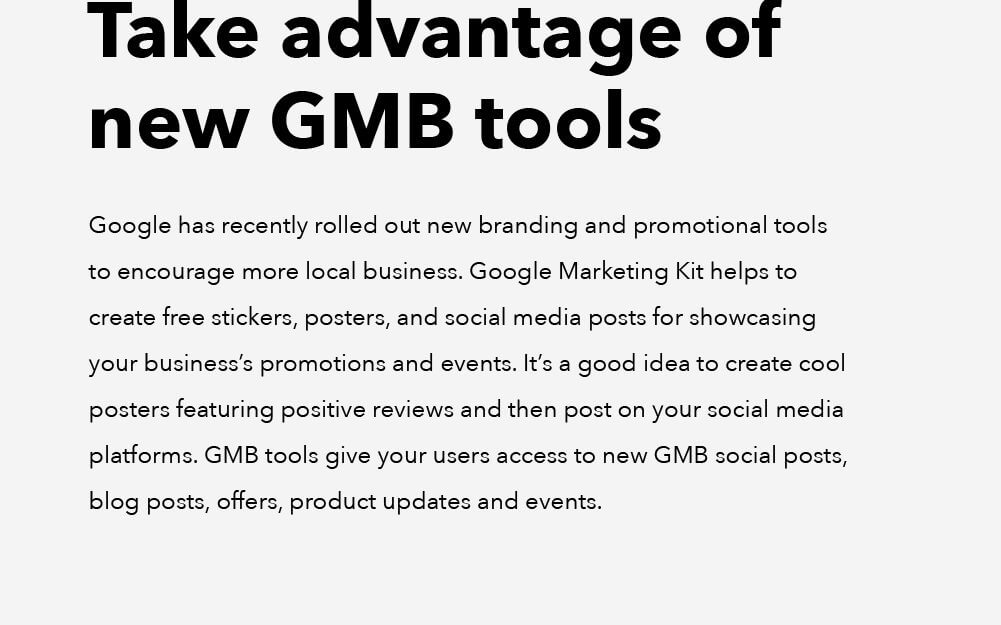 Take advantage of
new GMB tools
Google has recently rolled out new branding and promotional tools
to encourage more local business. Google Marketing Kit helps to
create free stickers, posters, and social media posts for showcasing
your business’s promotions and events. It’s a good idea to create cool
posters featuring positive reviews and then post on your social media
platforms. GMB tools give your users access to new GMB social posts,
blog posts, offers, product updates and events.